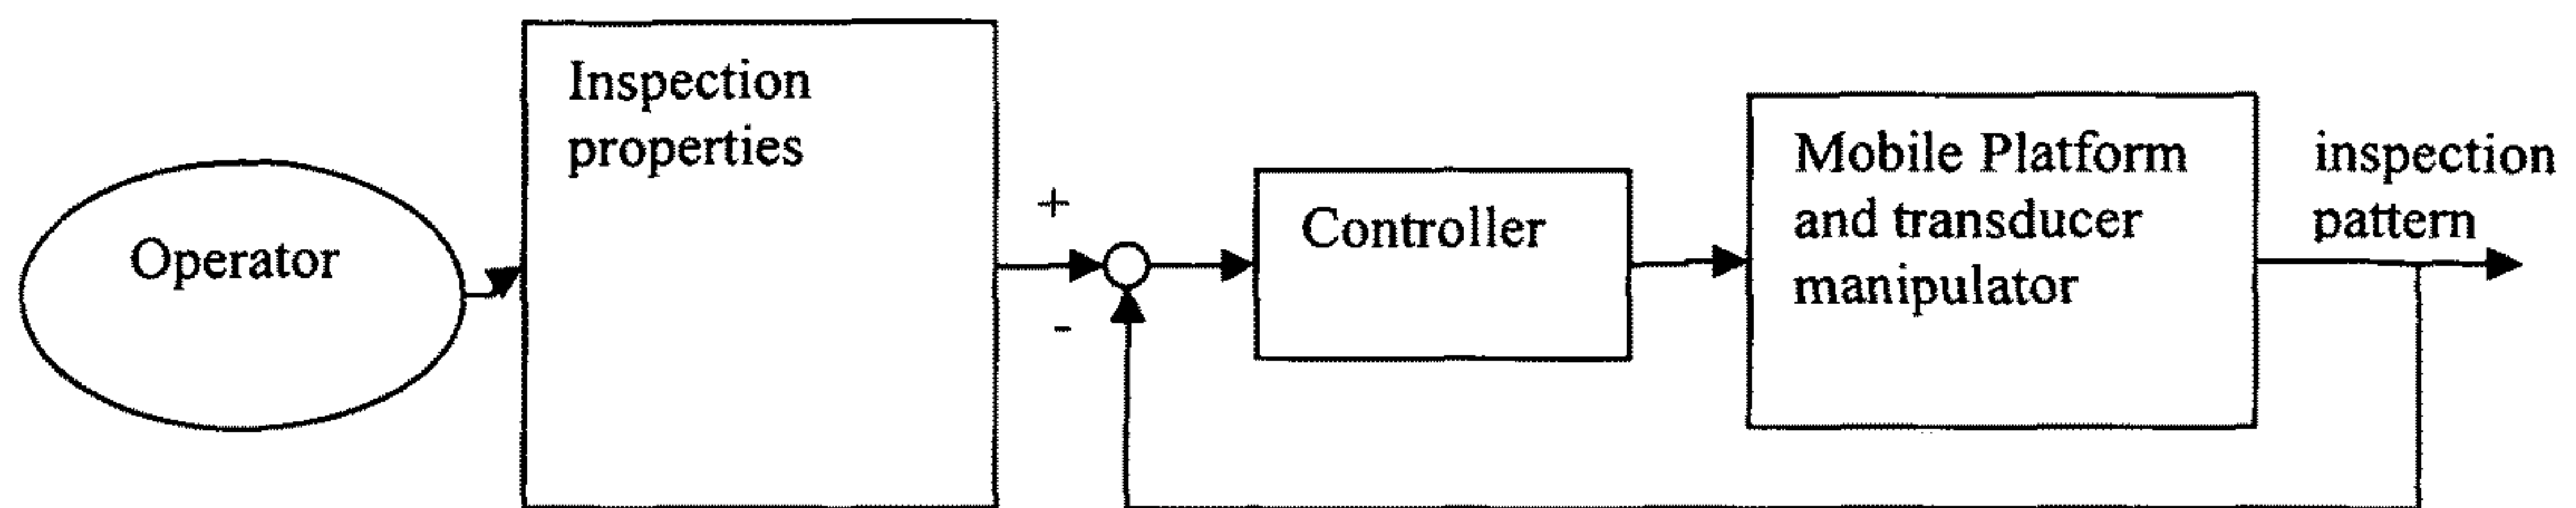 Operator
Inspection
properties
+
-
Controller
Mobile Platform
and transducer
manipulator
inspection
pattern